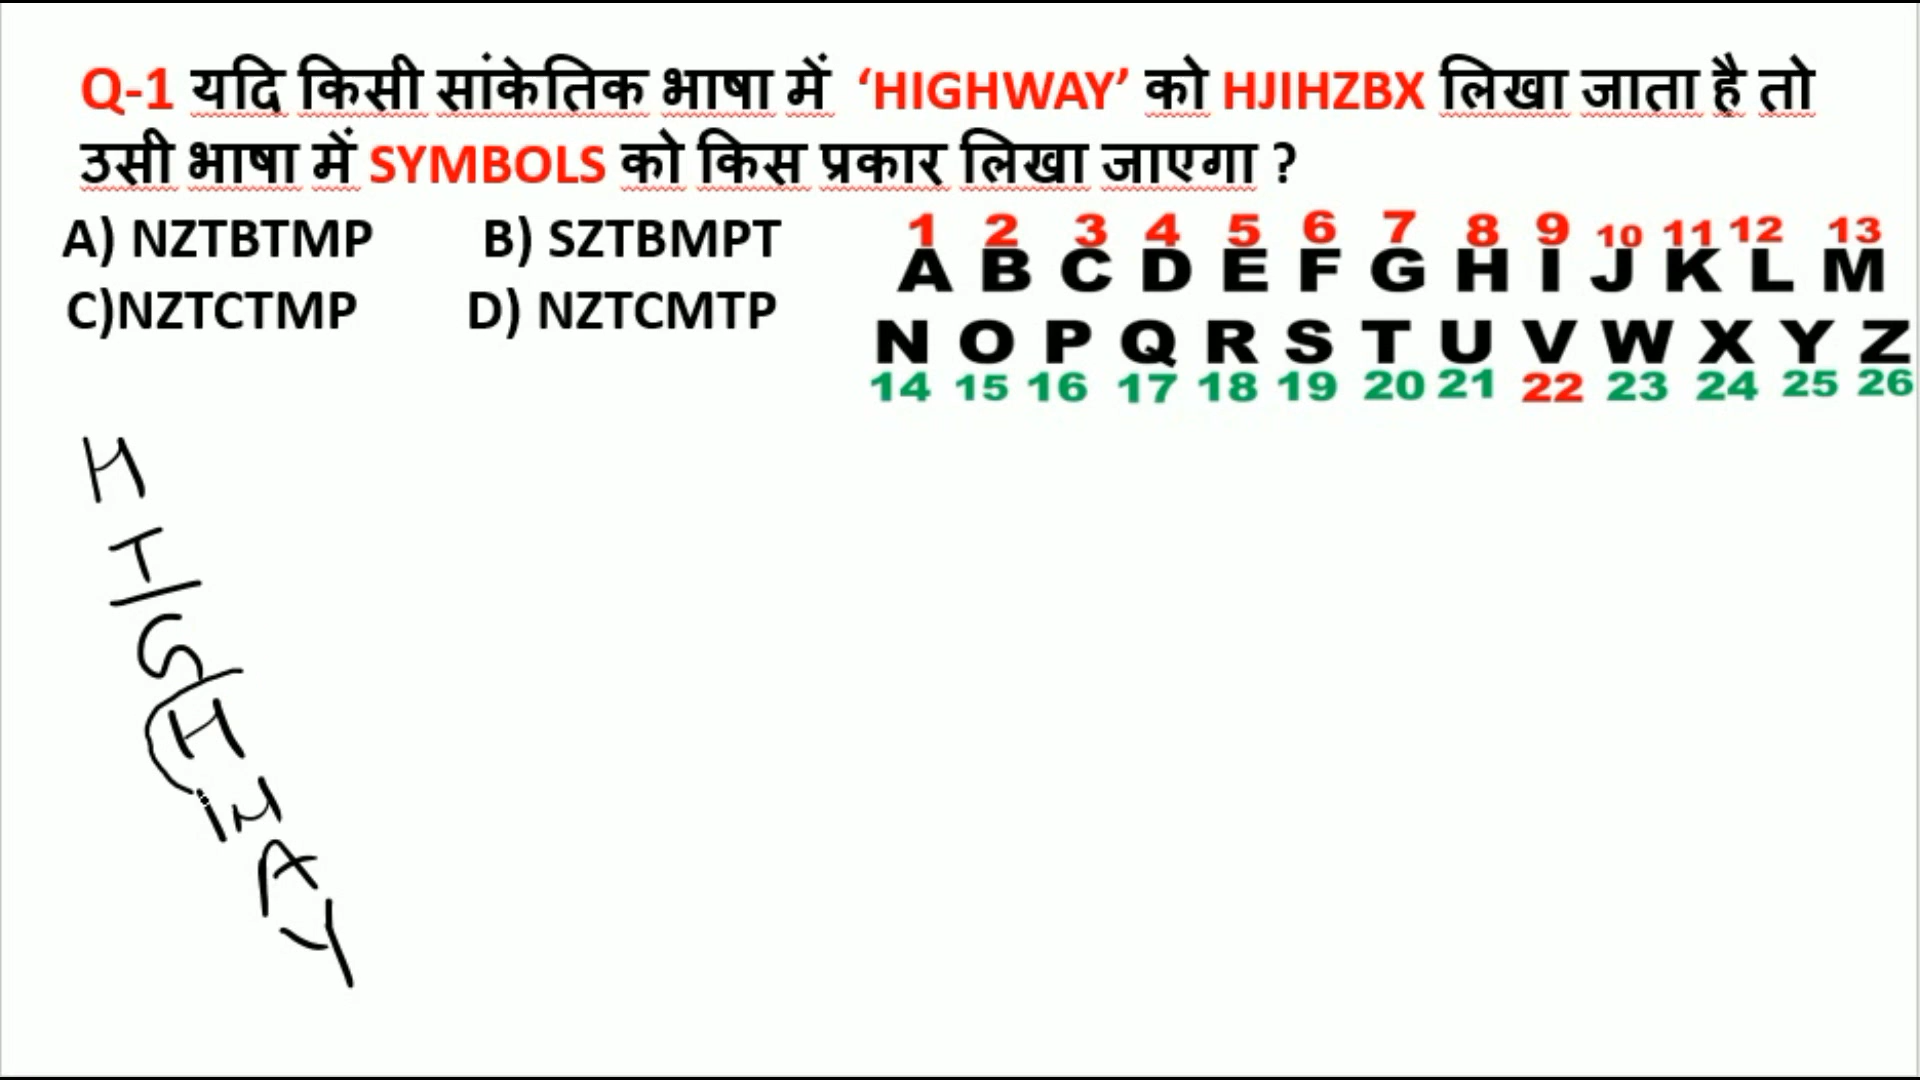 Q-1 यदि किसी सांकेतिक भाषा में ‘HIGHWAY’ को HJIHZBX लिखा जाता है तो
उसी भाषा में SYMBOLS को किस प्रकार लिखा जाएगा ?
A) NZTBTMP B) SZTBMPT
C)NZTCTMP D) NZTCMTP
1 2 3 4 5 6 7 8 9 10 11 12 13
A B C D E F G H I J K L M
N O P Q R S T U V W X Y Z
14 15 16 17 18 19 20 21 22 23 24 25 26
H
I
G
H
W
A
Y